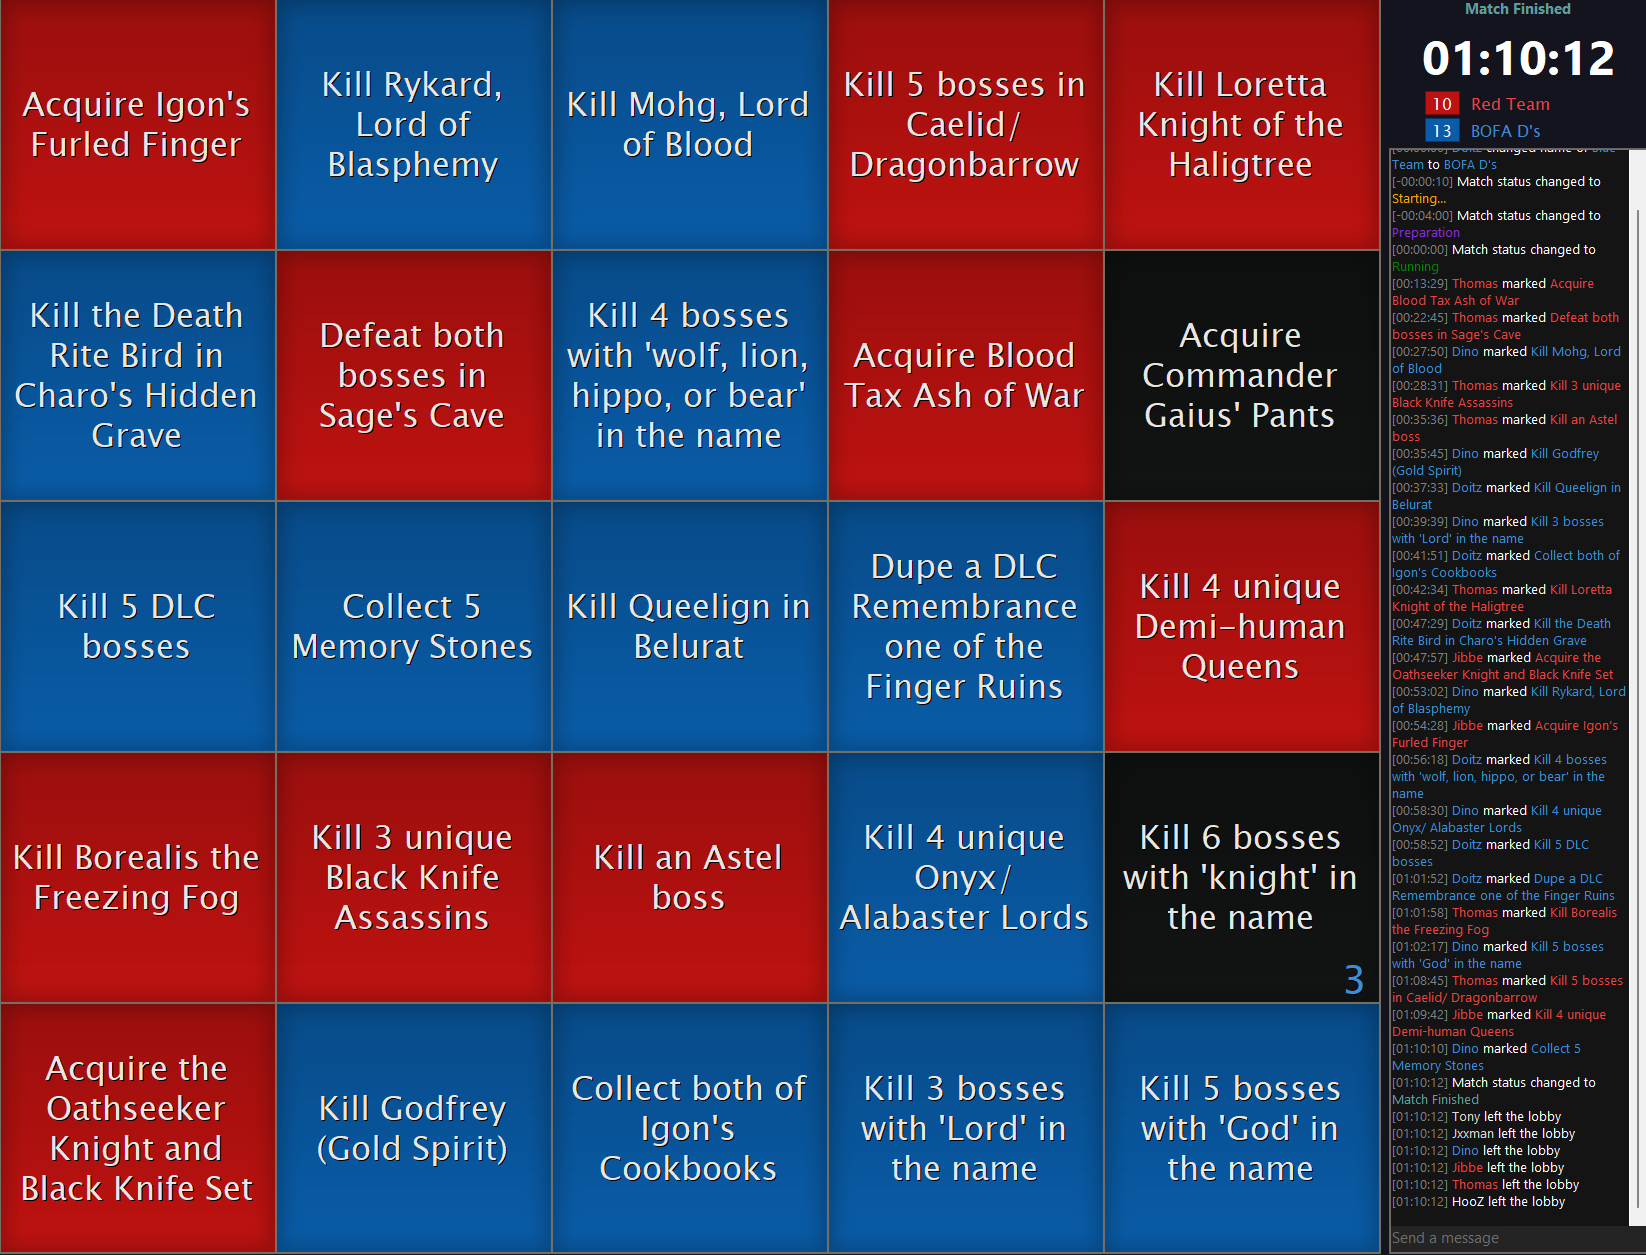 Acquire Igon's
Furled Finger
Kill Rykard,
Lord of
Blasphemy
Kill Mohg, Lord
of Blood
Kill 5 bosses in
Caelid/
Dragonbarrow
Kill Loretta
Knight of the
Haligtree
Kill the Death
Rite Bird in
Charo's Hidden
Grave
Defeat both
bosses in
Sage's Cave
Kill 4 bosses
with 'wolf, lion,
hippo, or bear'
in the name
Acquire Blood
Tax Ash of War
Acquire
Commander
Gaius' Pants
Kill 5 DLC
bosses
Collect 5
Memory Stones
Kill Queelign in
Belurat
Dupe a DLC
Remembrance
one of the
Finger Ruins
Kill 4 unique
Demi-human
Queens
Kill Borealis the
Freezing Fog
Kill 3 unique
Black Knife
Assassins
Kill an Astel
boss
Kill 4 unique
Onyx/
Alabaster Lords
Kill 6 bosses
with 'knight' in
the name
3
Acquire the
Oathseeker
Knight and
Black Knife Set
Kill Godfrey
(Gold Spirit)
Collect both of
Igon's
Cookbooks
Kill 3 bosses
with 'Lord' in
the name
Kill 5 bosses
with 'God' in
the name
Match Finished
01:10:12
10 Red Team
13 BOFA D's
Doitz changed name of Blue
Team to BOFA D's
[-00:00:10] Match status changed to
Starting...
[-00:04:00] Match status changed to
Preparation
[00:00:00] Match status changed to
Running
[00:13:29] Thomas marked Acquire
Blood Tax Ash of War
[00:22:45] Thomas marked Defeat both
bosses in Sage's Cave
[00:27:50] Dino marked Kill Mohg, Lord
of Blood
[00:28:31] Thomas marked Kill 3 unique
Black Knife Assassins
[00:35:36] Thomas marked Kill an Astel
boss
[00:35:45] Dino marked Kill Godfrey
(Gold Spirit)
[00:37:33] Doitz marked Kill Queelign in
Belurat
[00:39:39] Dino marked Kill 3 bosses
with 'Lord' in the name
[00:41:51] Doitz marked Collect both of
Igon's Cookbooks
[00:42:34] Thomas marked Kill Loretta
Knight of the Haligtree
[00:47:29] Doitz marked Kill the Death
Rite Bird in Charo's Hidden Grave
[00:47:57] Jibbe marked Acquire the
Oathseeker Knight and Black Knife Set
[00:53:02] Dino marked Kill Rykard, Lord
of Blasphemy
[00:54:28] Jibbe marked Acquire Igon's
Furled Finger
[00:56:18] Doitz marked Kill 4 bosses
with 'wolf, lion, hippo, or bear' in the
name
[00:58:30] Dino marked Kill 4 unique
Onyx/ Alabaster Lords
[00:58:52] Doitz marked Kill 5 DLC
bosses
[01:01:52] Doitz marked Dupe a DLC
Remembrance one of the Finger Ruins
[01:01:58] Thomas marked Kill Borealis
the Freezing Fog
[01:02:17] Dino marked Kill 5 bosses
with 'God' in the name
[01:08:45] Thomas marked Kill 5 bosses
in Caelid/ Dragonbarrow
[01:09:42] Jibbe marked Kill 4 unique
Demi-human Queens
[01:10:10] Dino marked Collect 5
Memory Stones
[01:10:12] Match status changed to
Match Finished
[01:10:12] Tony left the lobby
[01:10:12] Jxxman left the lobby
[01:10:12] Dino left the lobby
[01:10:12] Jibbe left the lobby
[01:10:12] Thomas left the lobby
[01:10:12] HooZ left the lobby
Send a message